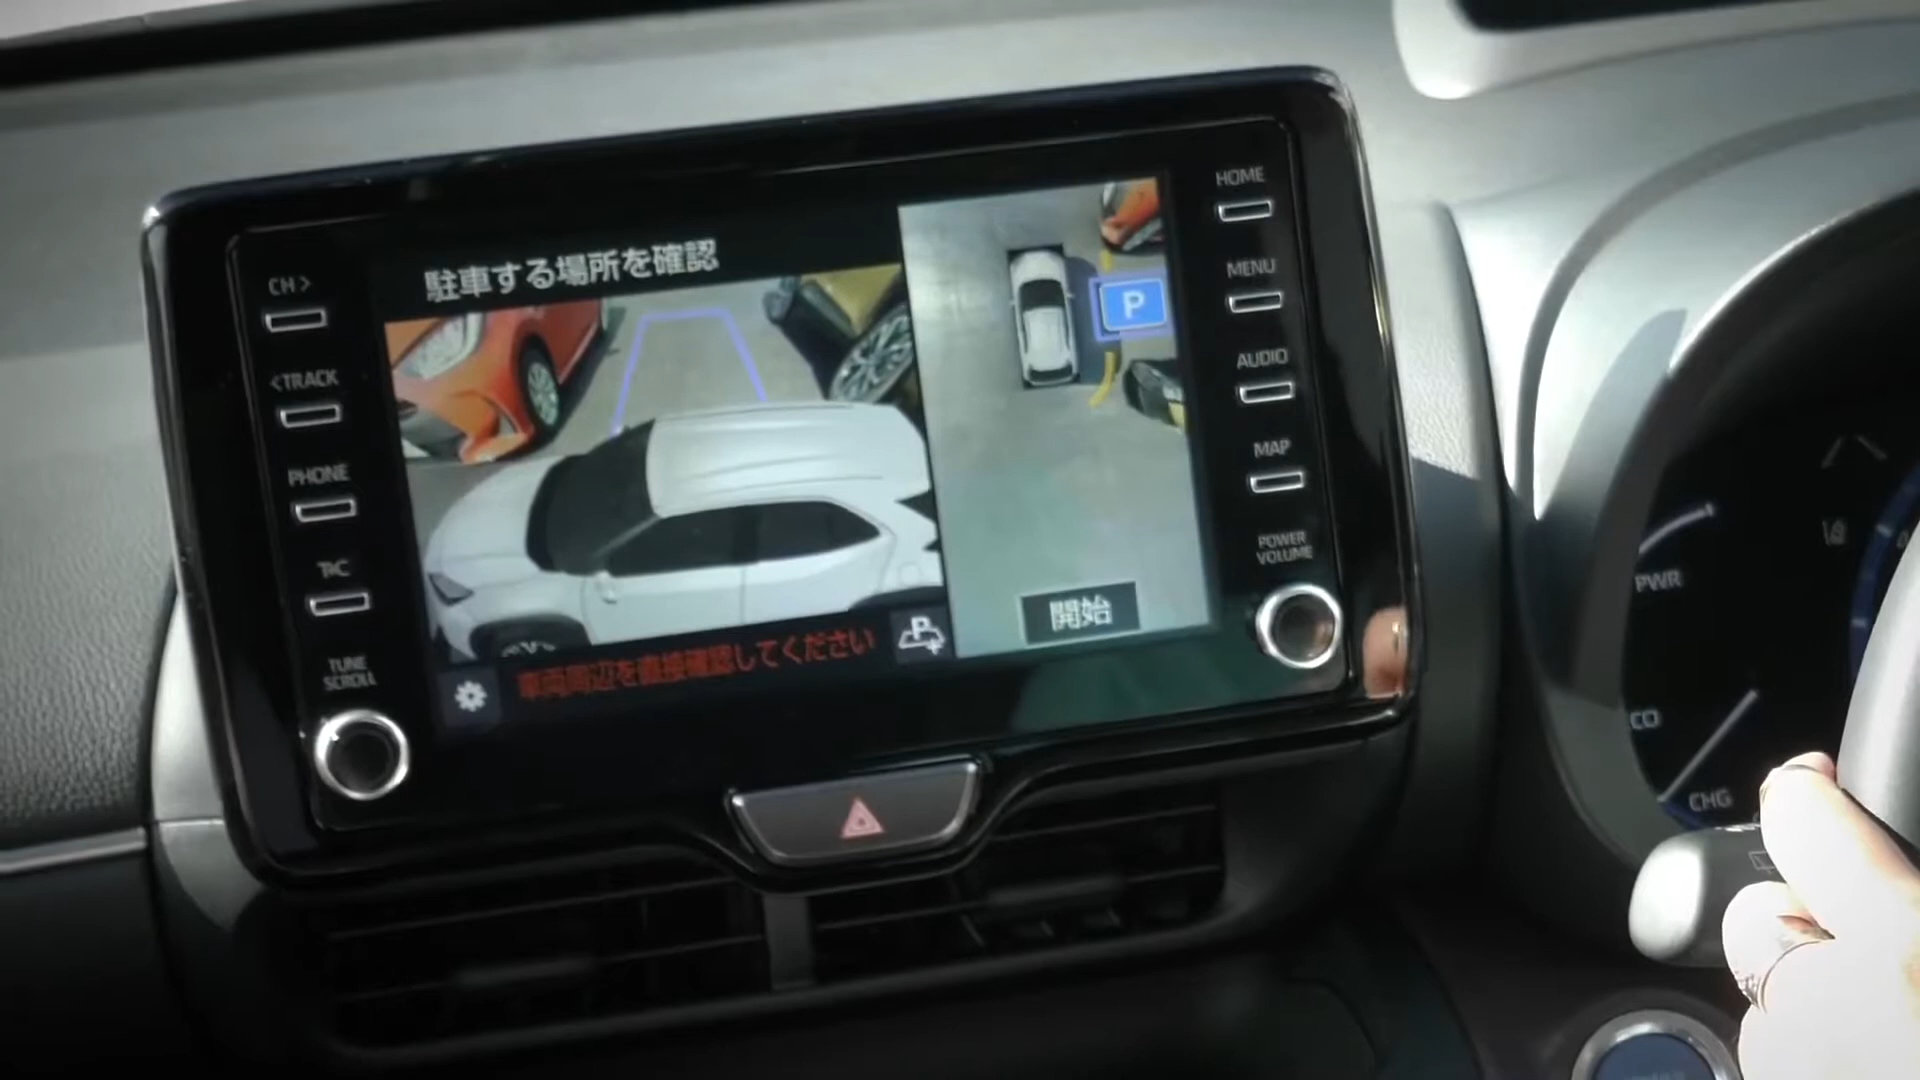 CH >
<TRACK
PHONE
T•C
TUNE
SCROLL
駐車する場所を確認
P
開始
P
車両周辺を直接確認してください
HOME
MENU
AUDIO
MAP
POWER
VOLUME
PWR
CHG